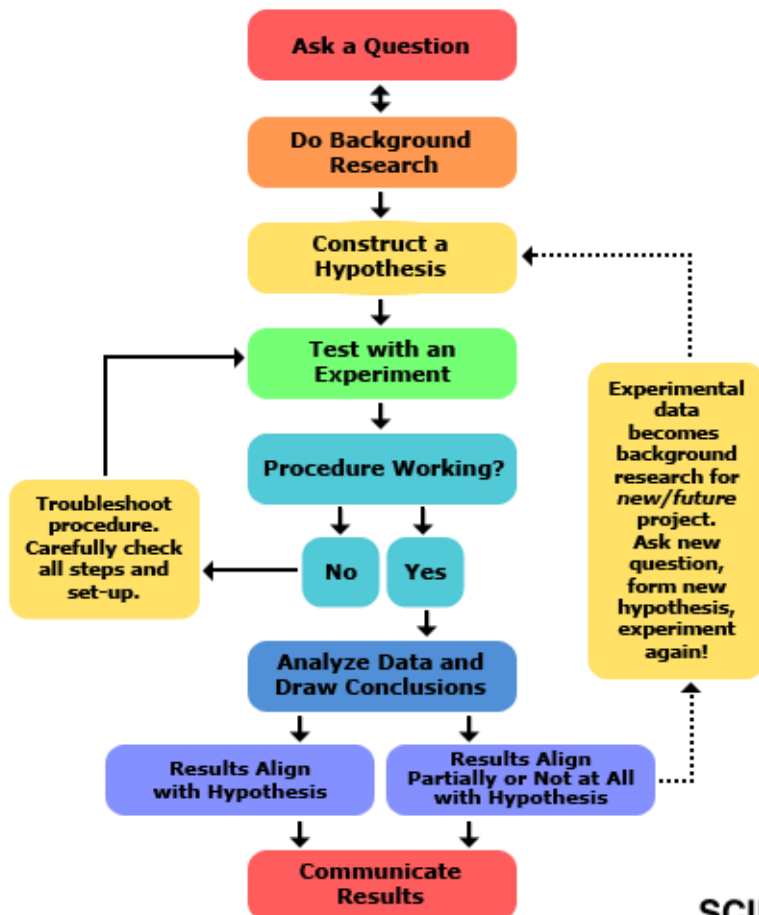 Ask a Question
Do Background
Research
Construct a
Hypothesis
Test with an
Experiment
Procedure Working?
No
Yes
Troubleshoot
procedure.
Carefully check
all steps and
set-up.
Experimental
data
becomes
background
research for
new/future
project.
Ask new
question,
form new
hypothesis,
experiment
again!
Analyze Data and
Draw Conclusions
Results Align
with Hypothesis
Results Align
Partially or Not at All
with Hypothesis
Communicate
Results